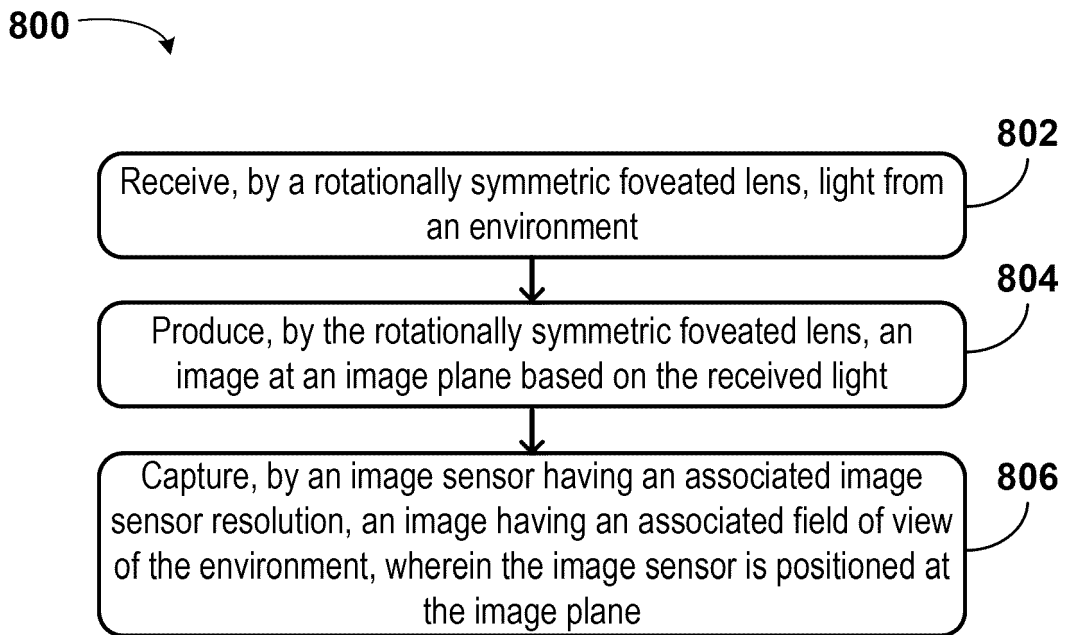 800
802
Receive, by a rotationally symmetric foveated lens, light from
an environment
804
Produce, by the rotationally symmetric foveated lens, an
image at an image plane based on the received light
806
Capture, by an image sensor having an associated image
sensor resolution, an image having an associated field of view
of the environment, wherein the image sensor is positioned at
the image plane